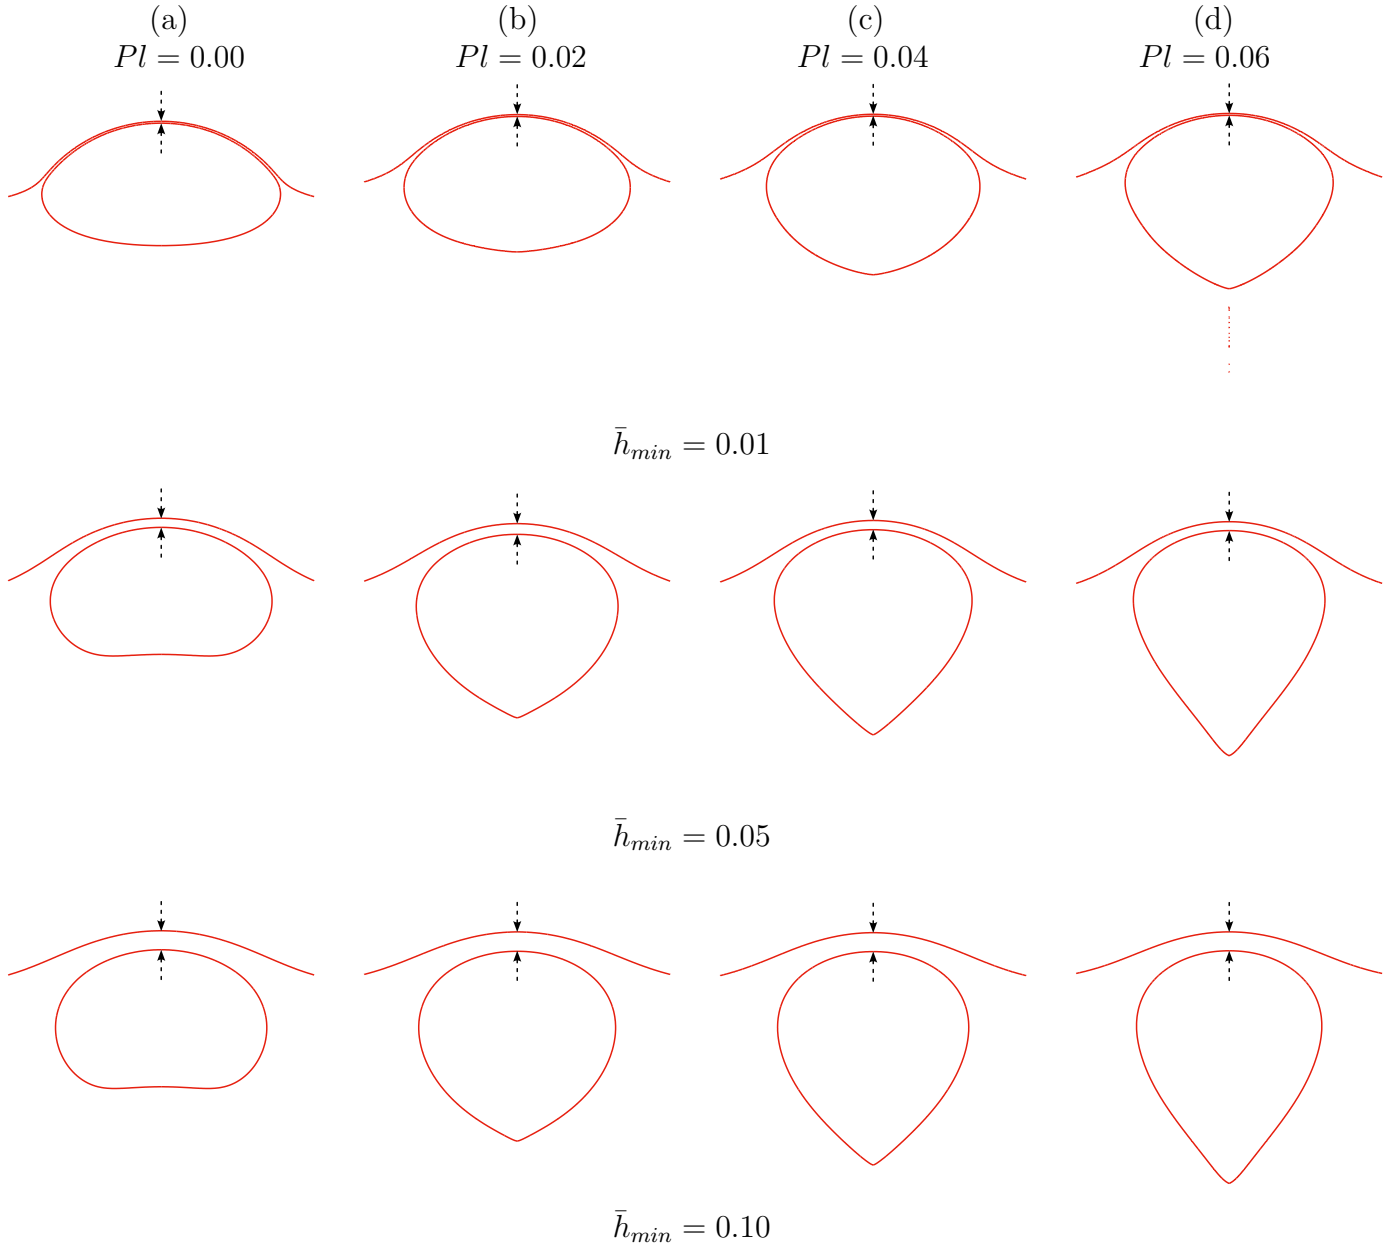 (a) (b) (c) (d)
Pl = 0.00 Pl = 0.02 Pl = 0.04 Pl = 0.06
h̄_min = 0.01
h̄_min = 0.05
h̄_min = 0.10